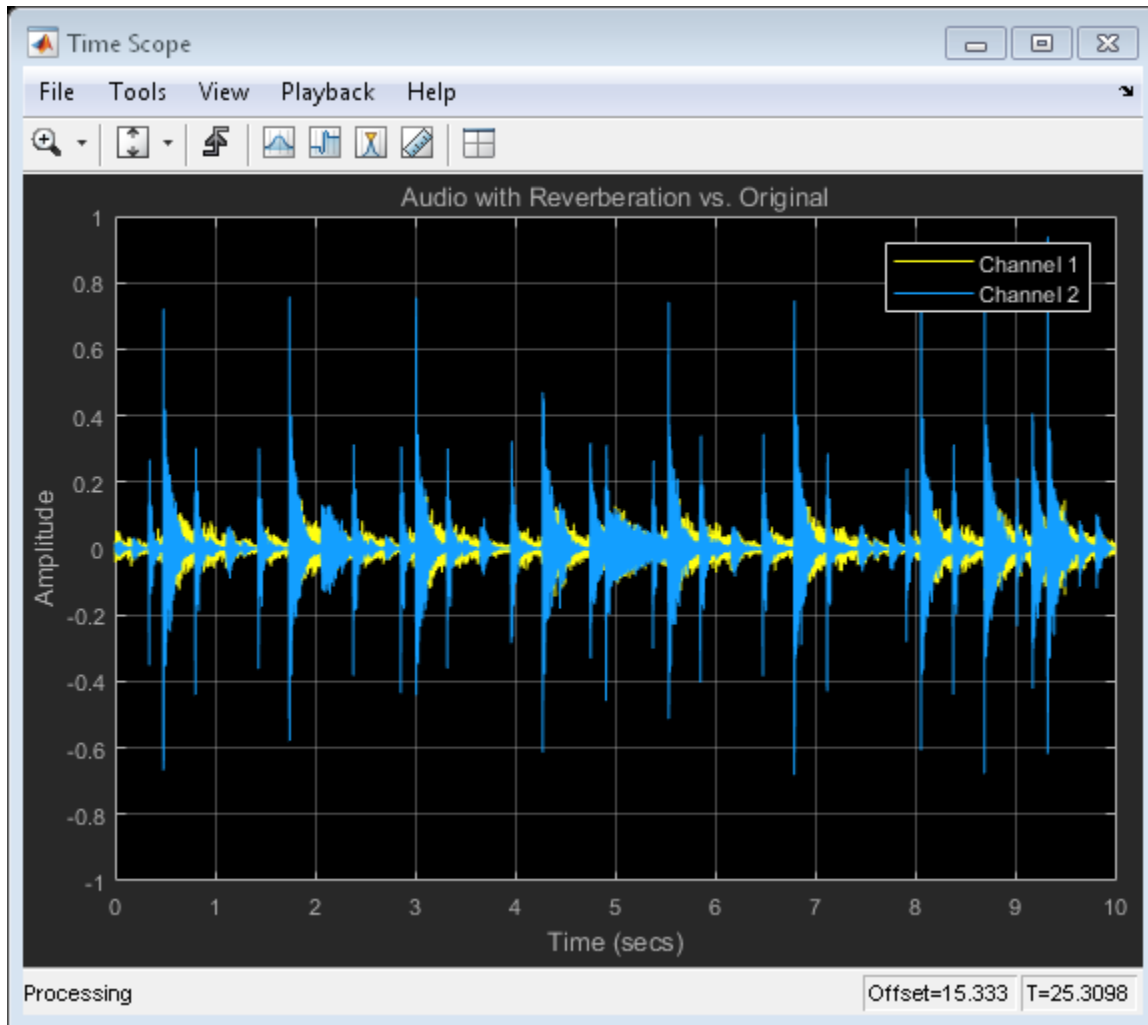 Time Scope
File Tools View Playback Help
Audio with Reverberation vs. Original
1
0.8
0.6
0.4
0.2
0
-0.2
-0.4
-0.6
-0.8
-1
Amplitude
Channel 1
Channel 2
0 1 2 3 4 5 6 7 8 9 10
Time (secs)
Processing Offset=15.333 T=25.3098